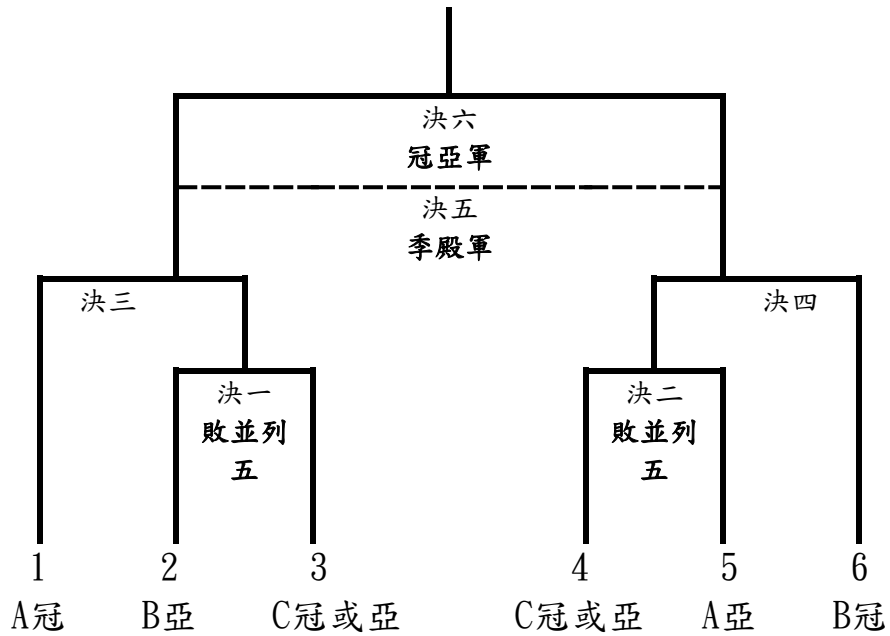 決六
冠亞軍
決五
季殿軍
決三
決四
決一
敗並列
五
決二
敗並列
五
1 2 3 4 5 6
A冠 B亞 C冠或亞 C冠或亞 A亞 B冠